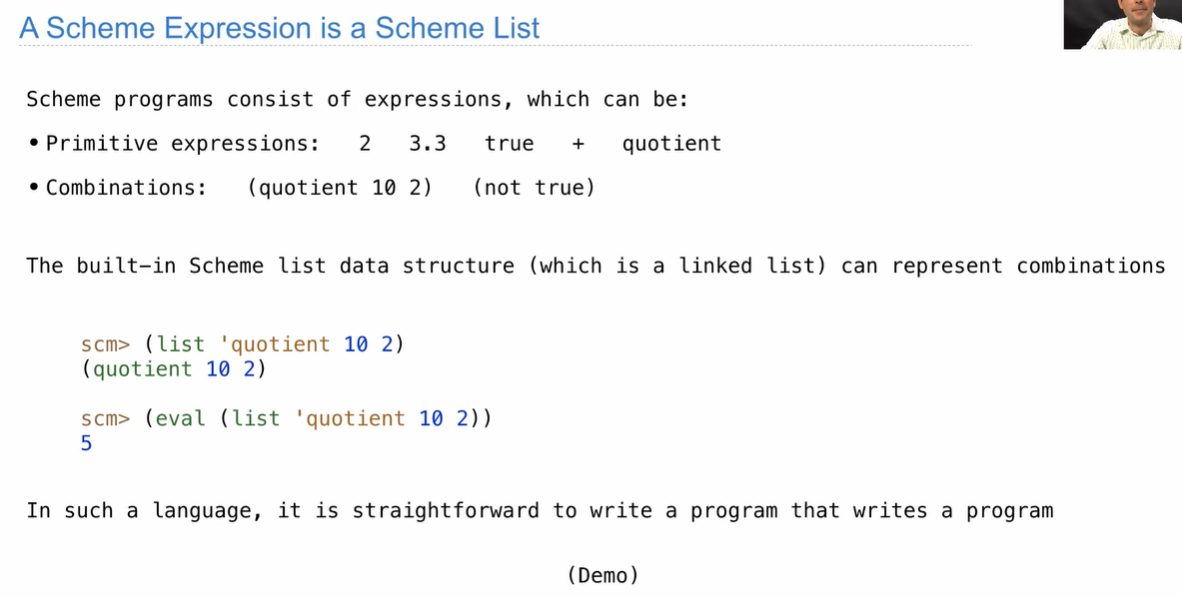 A Scheme Expression is a Scheme List
Scheme programs consist of expressions, which can be:
• Primitive expressions: 2 3.3 true + quotient
• Combinations: (quotient 10 2) (not true)
The built-in Scheme list data structure (which is a linked list) can represent combinations
scm> (list 'quotient 10 2)
(quotient 10 2)
scm> (eval (list 'quotient 10 2))
5
In such a language, it is straightforward to write a program that writes a program
(Demo)